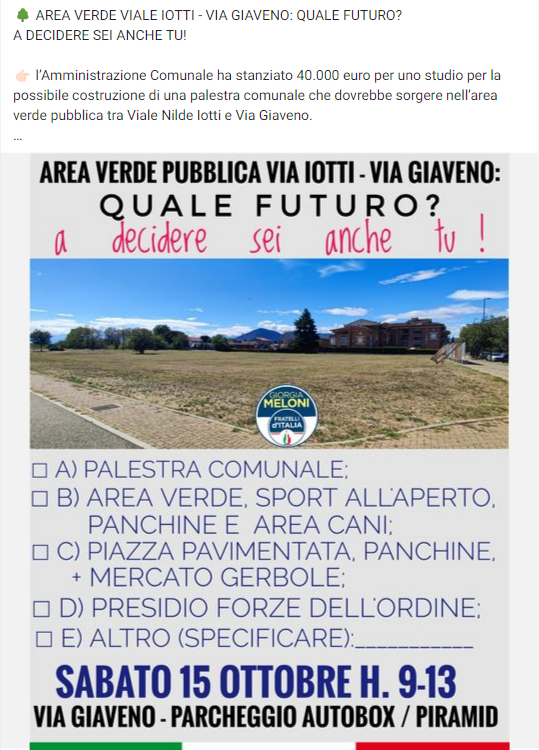 🌲 AREA VERDE VIALE IOTTI - VIA GIAVENO: QUALE FUTURO?
A DECIDERE SEI ANCHE TU!
👉🏻 l'Amministrazione Comunale ha stanziato 40.000 euro per uno studio per la
possibile costruzione di una palestra comunale che dovrebbe sorgere nell'area
verde pubblica tra Viale Nilde Iotti e Via Giaveno.
...
AREA VERDE PUBBLICA VIA IOTTI - VIA GIAVENO:
QUALE FUTURO?
a decidere sei anche tu !
GIORGIA
MELONI
FRATELLI
d'ITALIA
☐ A) PALESTRA COMUNALE;
☐ B) AREA VERDE, SPORT ALL'APERTO,
PANCHINE E AREA CANI;
☐ C) PIAZZA PAVIMENTATA, PANCHINE,
+ MERCATO GERBOLE;
☐ D) PRESIDIO FORZE DELL'ORDINE;
☐ E) ALTRO (SPECIFICARE):___________
SABATO 15 OTTOBRE H. 9-13
VIA GIAVENO - PARCHEGGIO AUTOBOX / PIRAMID